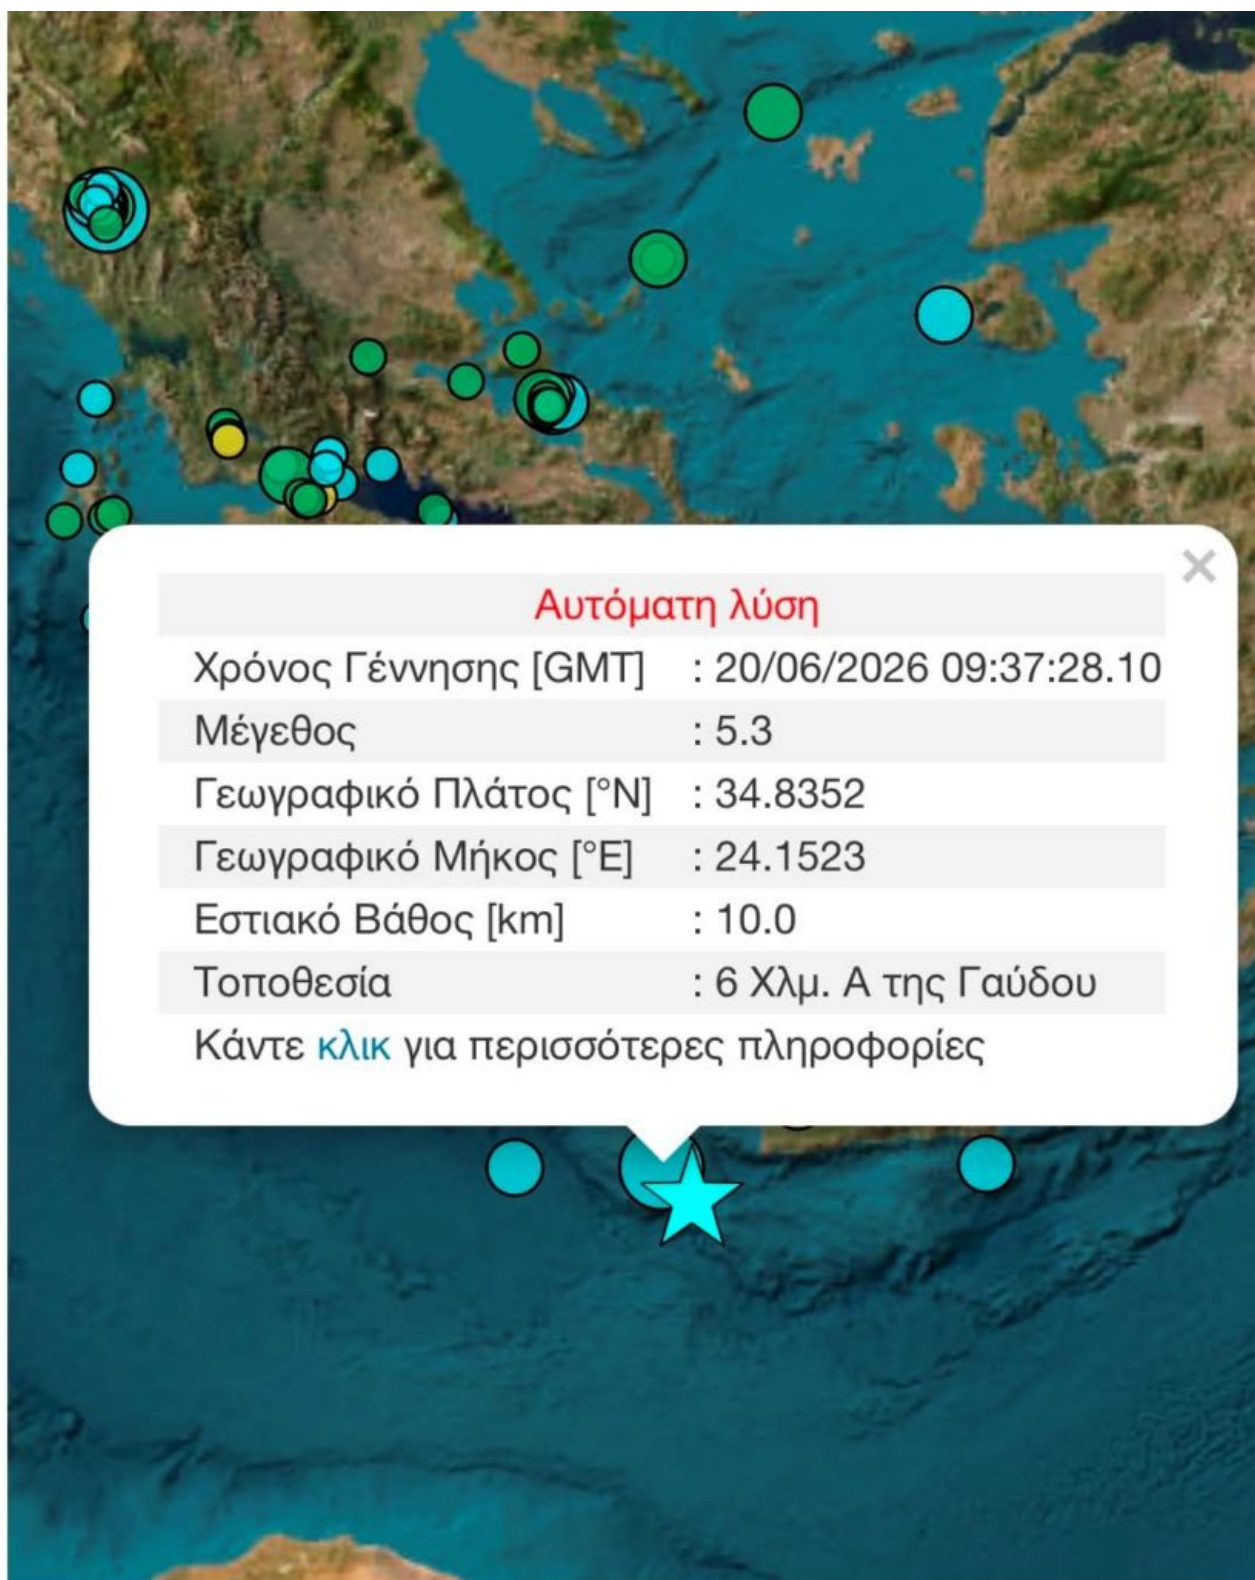 Αυτόματη λύση
Χρόνος Γέννησης [GMT] : 20/06/2026 09:37:28.10
Μέγεθος : 5.3
Γεωγραφικό Πλάτος [°N] : 34.8352
Γεωγραφικό Μήκος [°E] : 24.1523
Εστιακό Βάθος [km] : 10.0
Τοποθεσία : 6 Χλμ. Α της Γαύδου
Κάντε κλικ για περισσότερες πληροφορίες